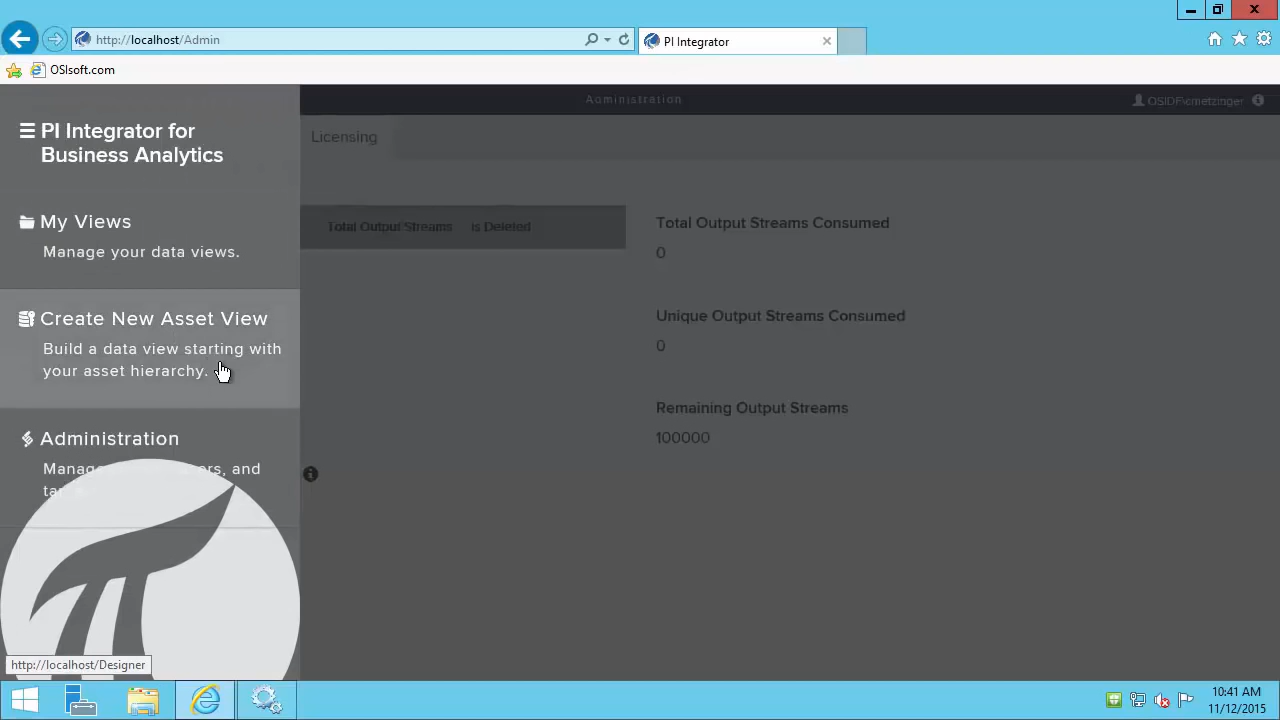 http://localhost/Admin
PI Integrator
OSIsoft.com
PI Integrator for
Business Analytics
Administration
OSIDF\cmetzinger
Licensing
My Views
Manage your data views.
Total Output Streams is Deleted
Total Output Streams Consumed
0
Create New Asset View
Build a data view starting with
your asset hierarchy.
Unique Output Streams Consumed
0
Remaining Output Streams
100000
Administration
and
http://localhost/Designer
10:41 AM
11/12/2015